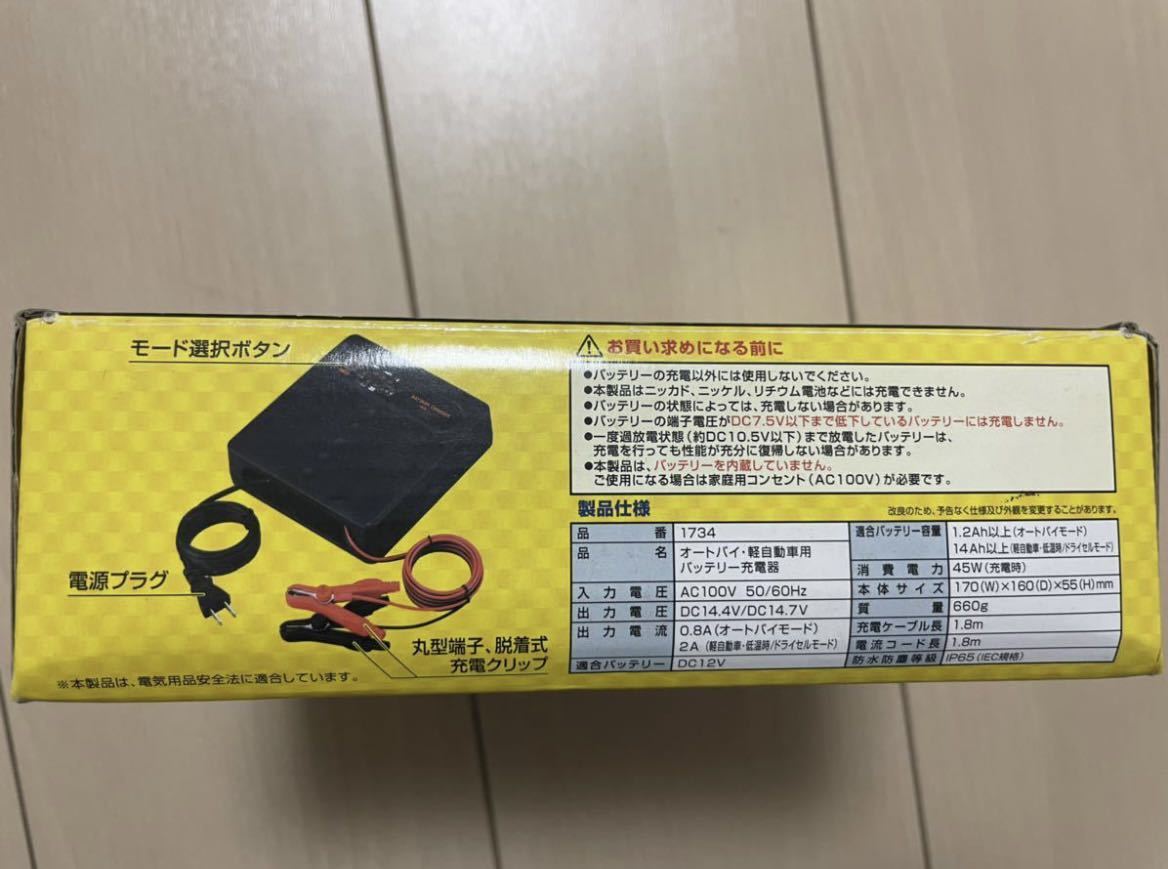 モード選択ボタン
電源プラグ
丸型端子、脱着式
充電クリップ
※本製品は、電気用品安全法に適合しています。
お買い求めになる前に
●バッテリーの充電以外には使用しないでください。
●本製品はニッカド、ニッケル、リチウム電池などには充電できません。
●バッテリーの状態によっては、充電しない場合があります。
●バッテリーの端子電圧がDC7.5V以下まで低下しているバッテリーには充電しません。
●一度過放電状態(約DC10.5V以下)まで放電したバッテリーは、
充電を行っても性能が充分に復帰しない場合があります。
●本製品は、バッテリーを内蔵していません。
ご使用になる場合は家庭用コンセント(AC100V)が必要です。
製品仕様
改良のため、予告なく仕様及び外観を変更することがあります。
品番 1734
品名 オートバイ・軽自動車用
バッテリー充電器
入力電圧 AC100V 50/60Hz
出力電圧 DC14.4V/DC14.7V
出力電流 0.8A(オートバイモード)
2A(軽自動車・低温時/ドライセルモード)
適合バッテリー DC12V
適合バッテリー容量 1.2Ah以上(オートバイモード)
14Ah以上(軽自動車・低温時/ドライセルモード)
消費電力 45W(充電時)
本体サイズ 170(W)×160(D)×55(H)mm
質量 660g
充電ケーブル長 1.8m
電流コード長 1.8m
防水防塵等級 IP65(IEC規格)